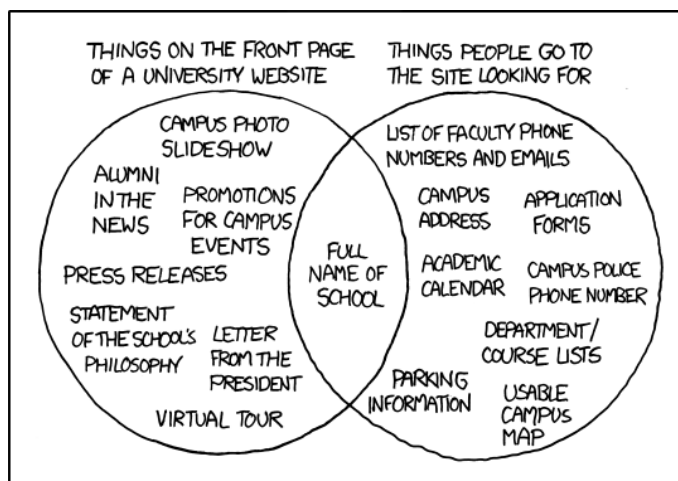 THINGS ON THE FRONT PAGE
OF A UNIVERSITY WEBSITE
THINGS PEOPLE GO TO
THE SITE LOOKING FOR
CAMPUS PHOTO
SLIDESHOW
ALUMNI
IN THE
NEWS
PROMOTIONS
FOR CAMPUS
EVENTS
PRESS RELEASES
STATEMENT
OF THE SCHOOL'S
PHILOSOPHY
LETTER
FROM THE
PRESIDENT
VIRTUAL TOUR
FULL
NAME OF
SCHOOL
LIST OF FACULTY PHONE
NUMBERS AND EMAILS
CAMPUS
ADDRESS
APPLICATION
FORMS
ACADEMIC
CALENDAR
CAMPUS POLICE
PHONE NUMBER
DEPARTMENT/
COURSE LISTS
PARKING
INFORMATION
USABLE
CAMPUS
MAP